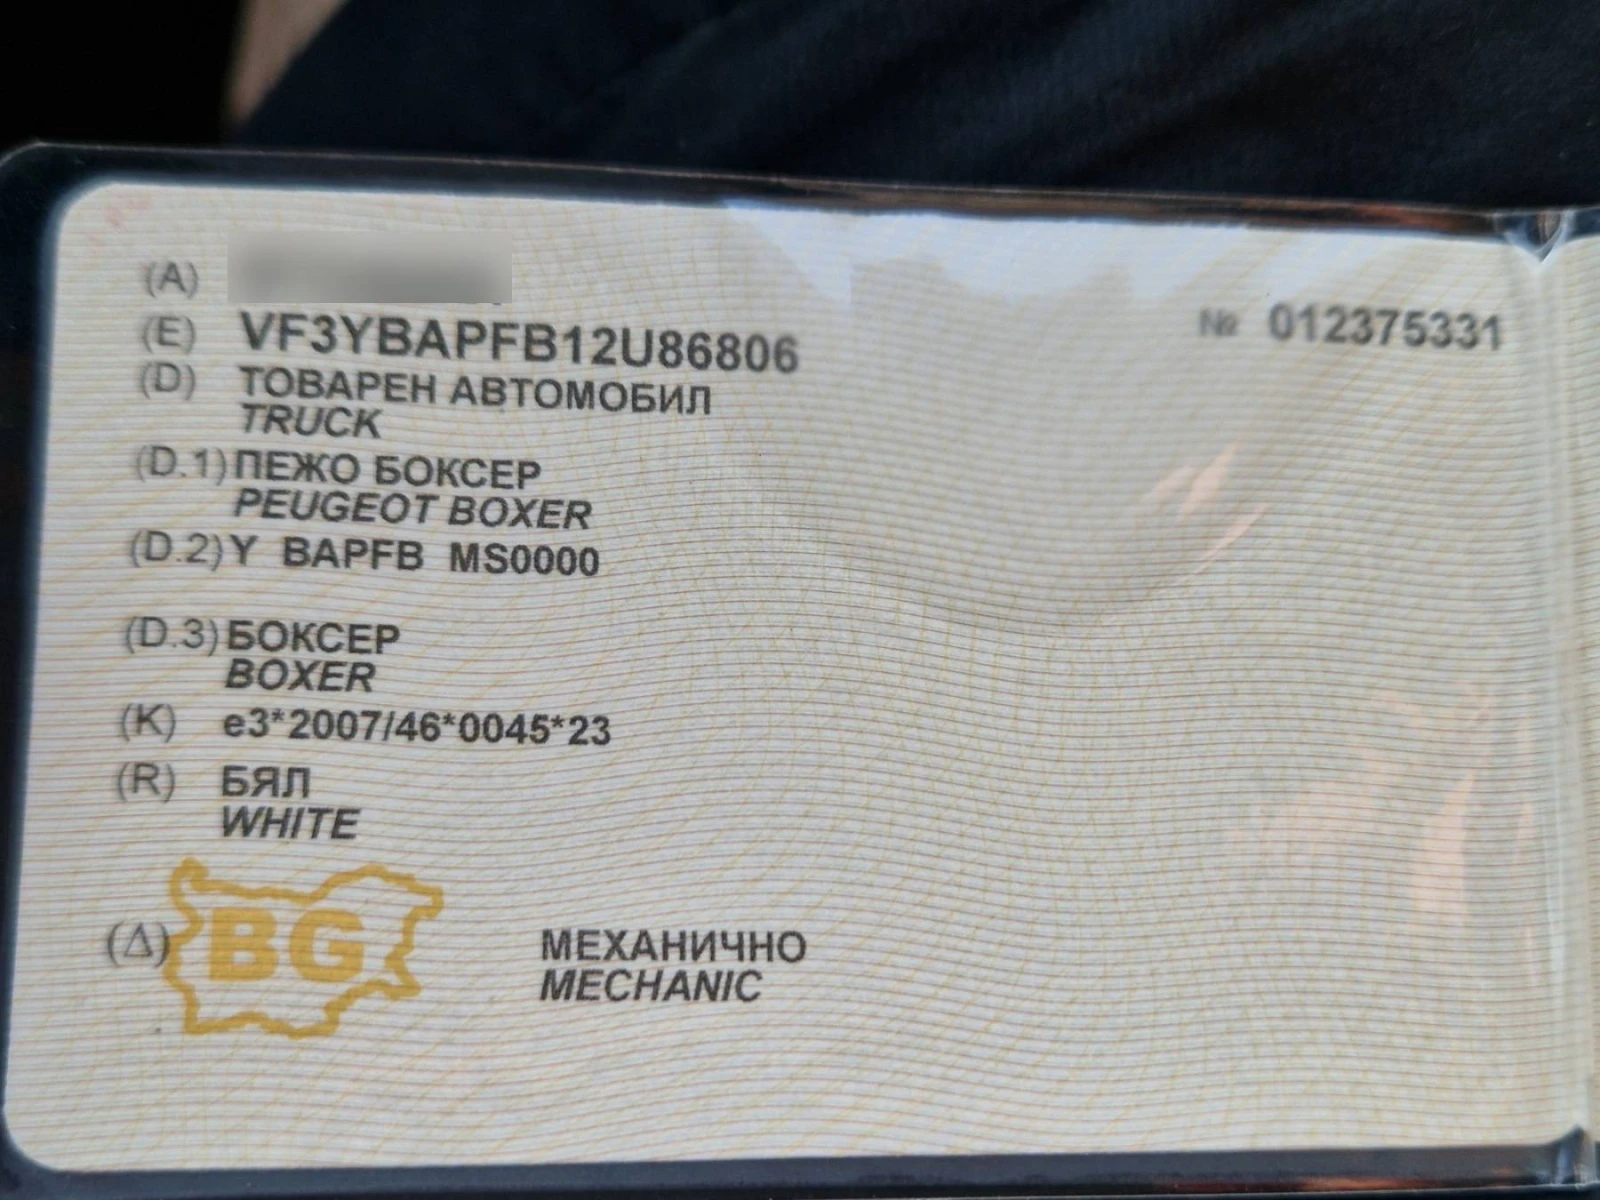 (A)
(E) VF3YBAPFB12U86806
№ 012375331
(D) ТОВАРЕН АВТОМОБИЛ
TRUCK
(D.1) ПЕЖО БОКСЕР
PEUGEOT BOXER
(D.2) Y BAPFB MS0000
(D.3) БОКСЕР
BOXER
(K) e3*2007/46*0045*23
(R) БЯЛ
WHITE
(Δ) BG МЕХАНИЧНО
MECHANIC